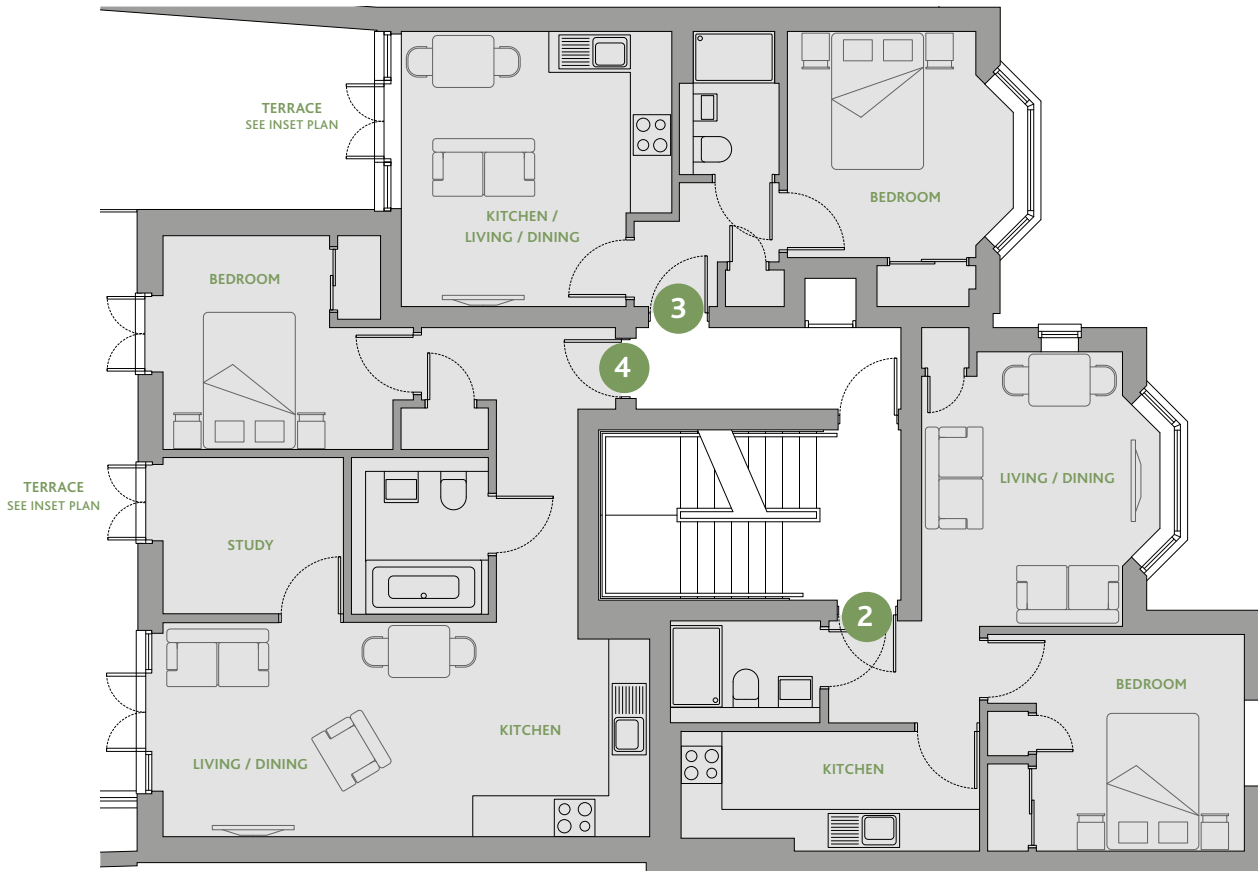 TERRACE
SEE INSET PLAN
BEDROOM
KITCHEN /
LIVING / DINING
BEDROOM
3
4
TERRACE
SEE INSET PLAN
LIVING / DINING
STUDY
2
BEDROOM
KITCHEN
LIVING / DINING
KITCHEN